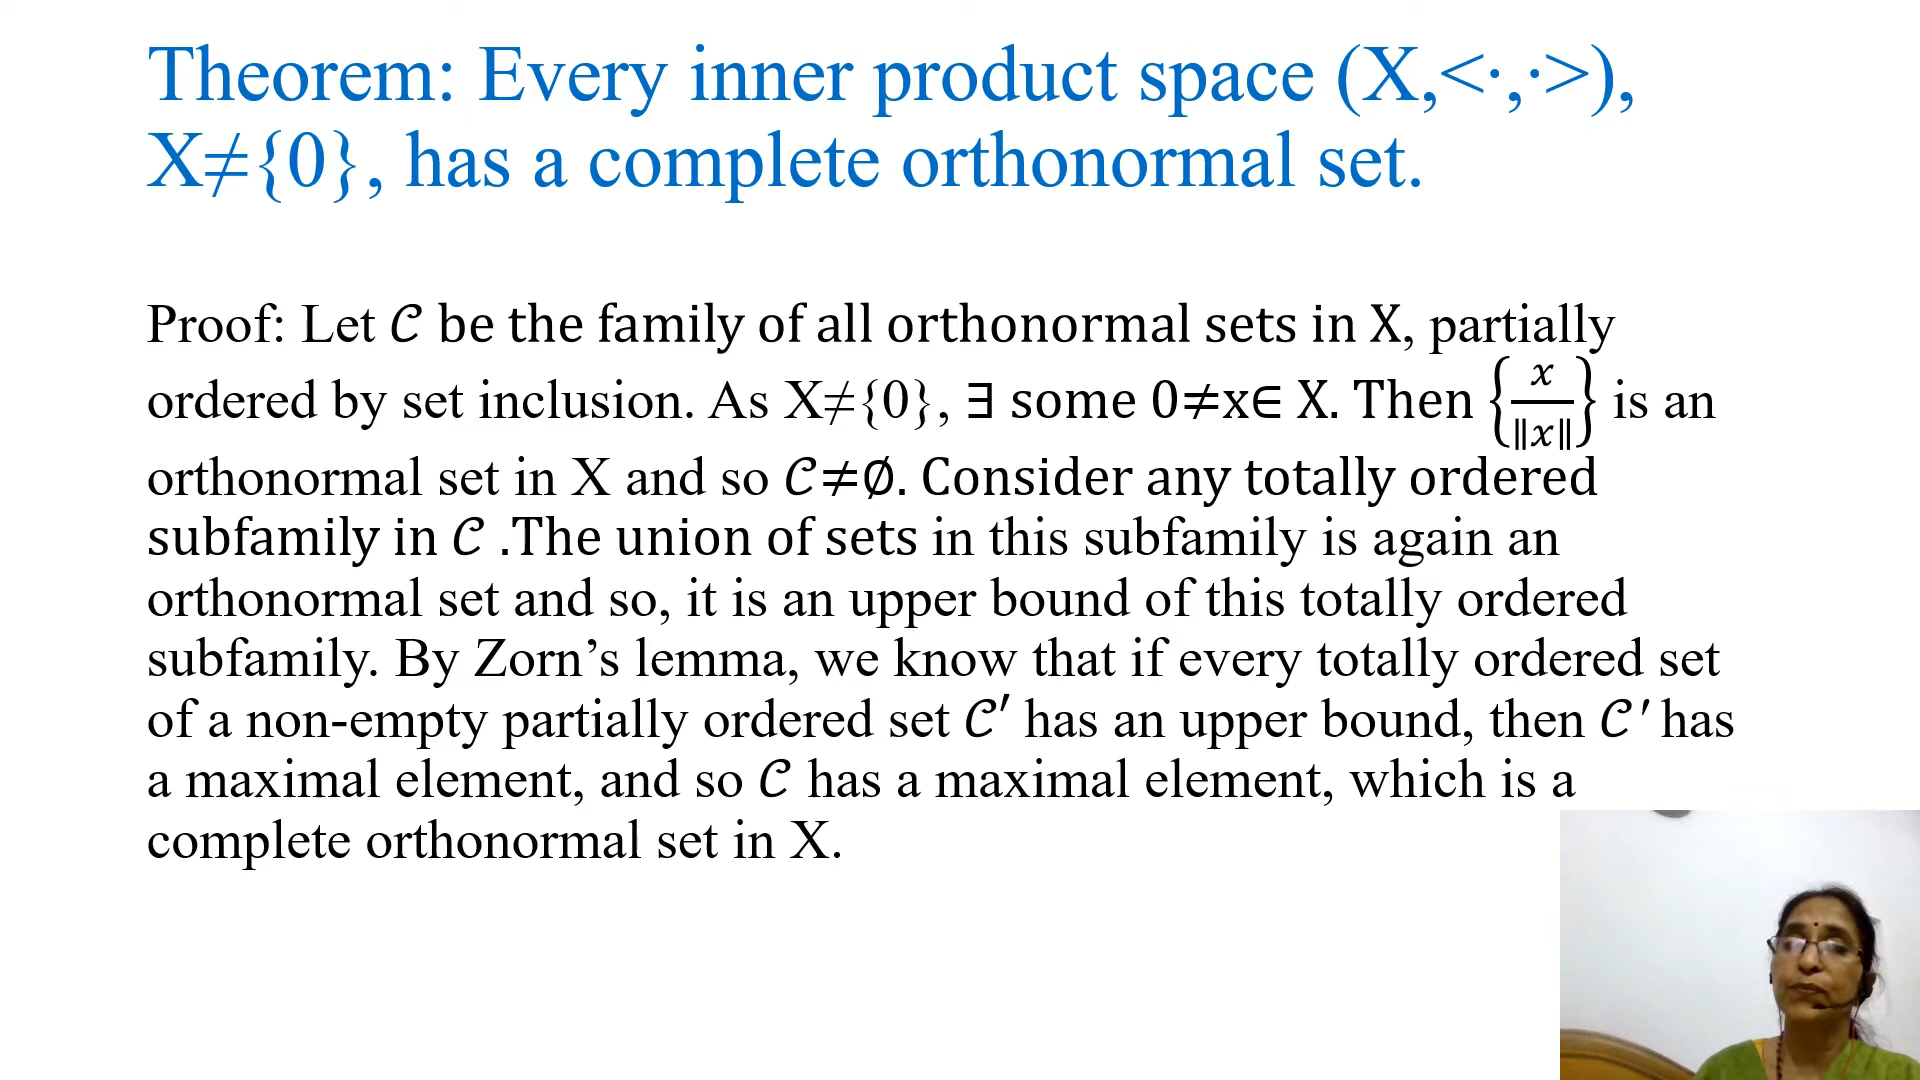 Theorem: Every inner product space (X,<·,·>),
X≠{0}, has a complete orthonormal set.
Proof: Let 𝒞 be the family of all orthonormal sets in X, partially
ordered by set inclusion. As X≠{0}, ∃ some 0≠x∈ X. Then {x/‖x‖} is an
orthonormal set in X and so 𝒞≠∅. Consider any totally ordered
subfamily in 𝒞 .The union of sets in this subfamily is again an
orthonormal set and so, it is an upper bound of this totally ordered
subfamily. By Zorn’s lemma, we know that if every totally ordered set
of a non-empty partially ordered set 𝒞′ has an upper bound, then 𝒞′ has
a maximal element, and so 𝒞 has a maximal element, which is a
complete orthonormal set in X.